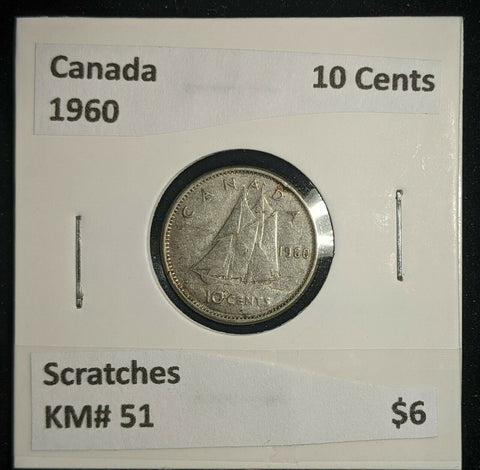 Canada 10 Cents
1960
CANADA
1960
10 CENTS
Scratches
KM# 51 $6